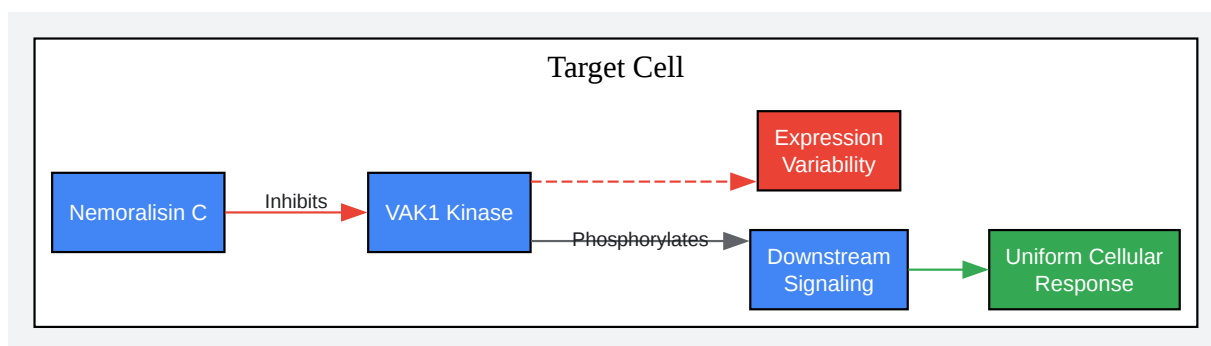 Target Cell
Nemoralisin C
Inhibits
VAK1 Kinase
Expression
Variability
Phosphorylates
Downstream
Signaling
Uniform Cellular
Response